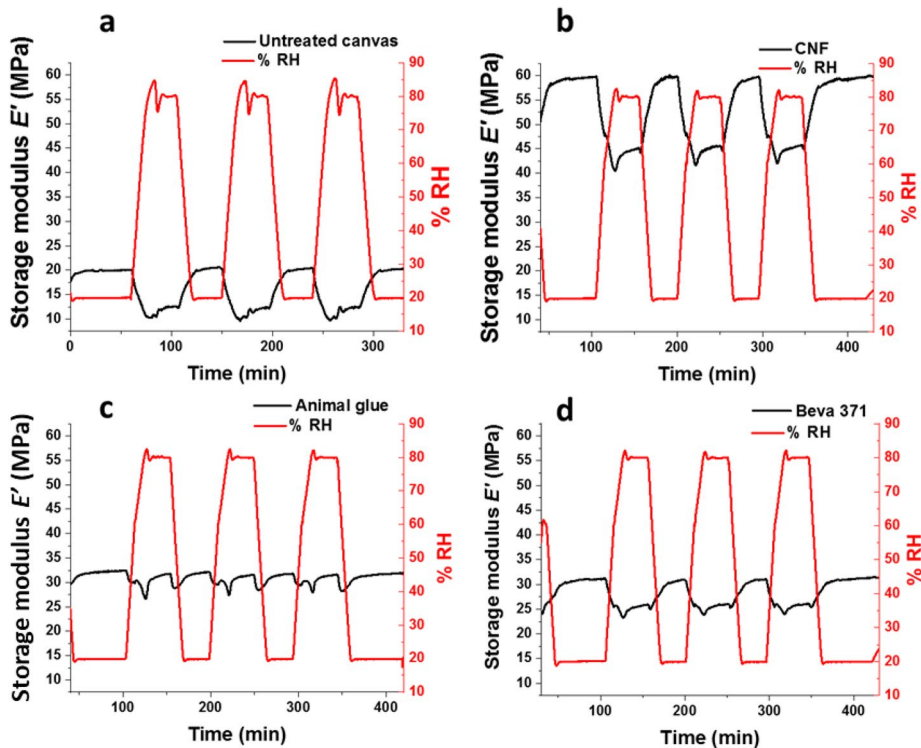 a
Untreated canvas
% RH
Storage modulus E' (MPa)
60
55
50
45
40
35
30
25
20
15
10
90
80
70
60
50
40
30
20
10
% RH
0 100 200 300
Time (min)
b
CNF
% RH
Storage modulus E' (MPa)
60
55
50
45
40
35
30
25
20
15
10
90
80
70
60
50
40
30
20
10
% RH
100 200 300 400
Time (min)
c
Animal glue
% RH
Storage modulus E' (MPa)
60
55
50
45
40
35
30
25
20
15
10
90
80
70
60
50
40
30
20
10
% RH
100 200 300 400
Time (min)
d
Beva 371
% RH
Storage modulus E' (MPa)
60
55
50
45
40
35
30
25
20
15
10
90
80
70
60
50
40
30
20
10
% RH
100 200 300 400
Time (min)